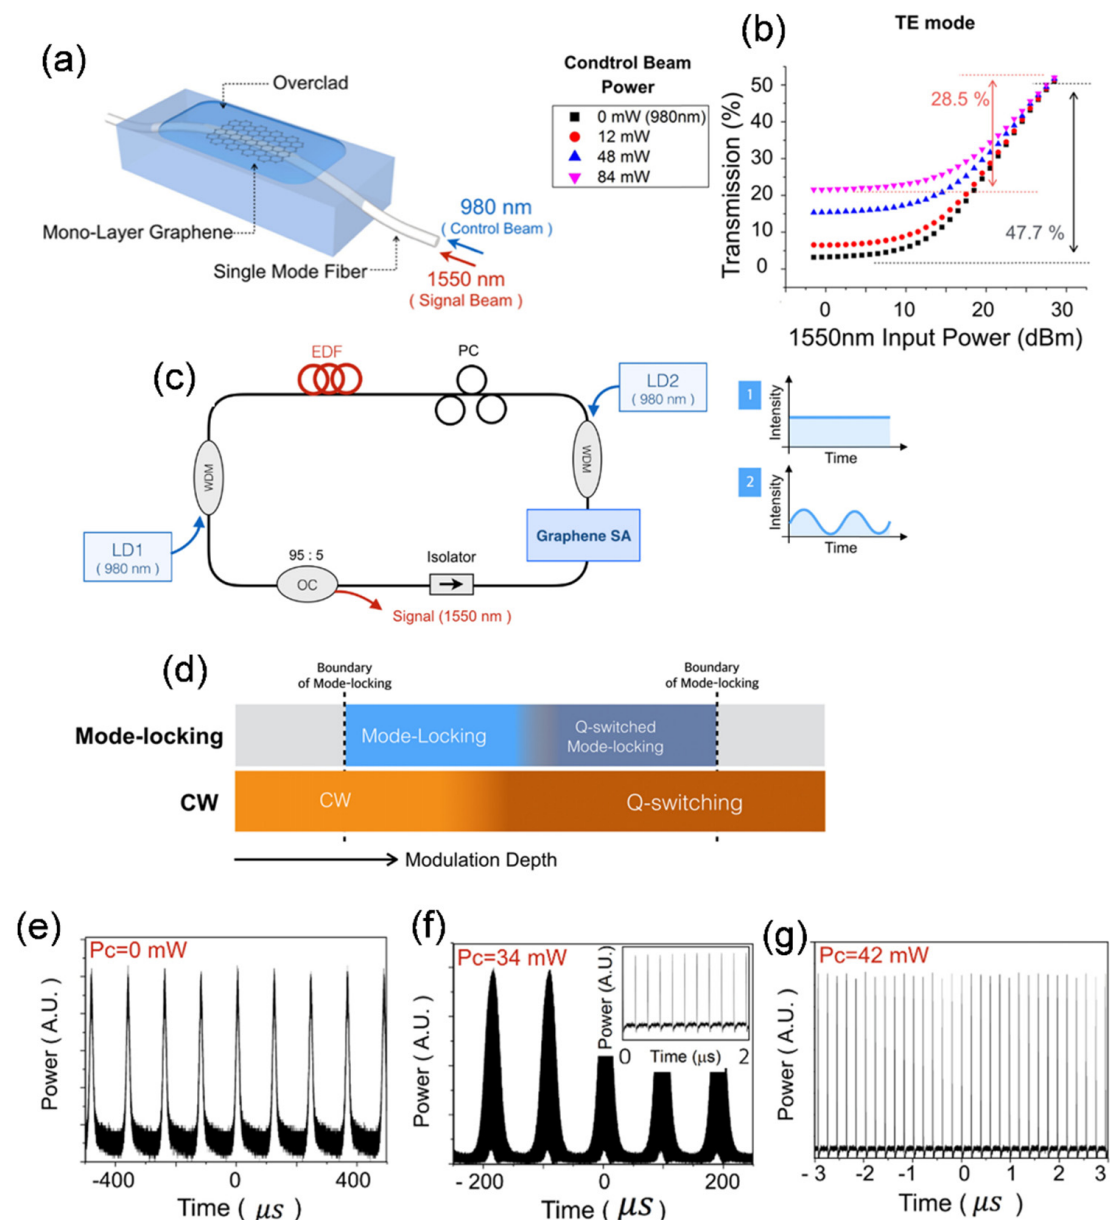 (a)
Overclad
Mono-Layer Graphene
Single Mode Fiber
980 nm
( Control Beam )
1550 nm
( Signal Beam )
Condtrol Beam
Power
0 mW (980nm)
12 mW
48 mW
84 mW
(b)
TE mode
Transmission (%)
50
40
30
20
10
0
28.5 %
47.7 %
0
10
20
30
1550nm Input Power (dBm)
(c)
EDF
PC
LD2
( 980 nm )
WDM
WDM
Graphene SA
LD1
( 980 nm )
95 : 5
OC
Isolator
Signal (1550 nm )
1
Intensity
Time
2
Intensity
Time
(d)
Boundary
of Mode-locking
Boundary
of Mode-locking
Mode-locking
Mode-Locking
Q-switched
Mode-locking
CW
CW
Q-switching
Modulation Depth
(e)
Pc=0 mW
Power ( A.U. )
-400
0
400
Time ( μs )
(f)
Pc=34 mW
Power ( A.U. )
Power (A.U.)
0
Time (μs)
2
- 200
0
200
Time ( μs )
(g)
Pc=42 mW
Power ( A.U. )
- 3
- 2
- 1
0
1
2
3
Time ( μs )